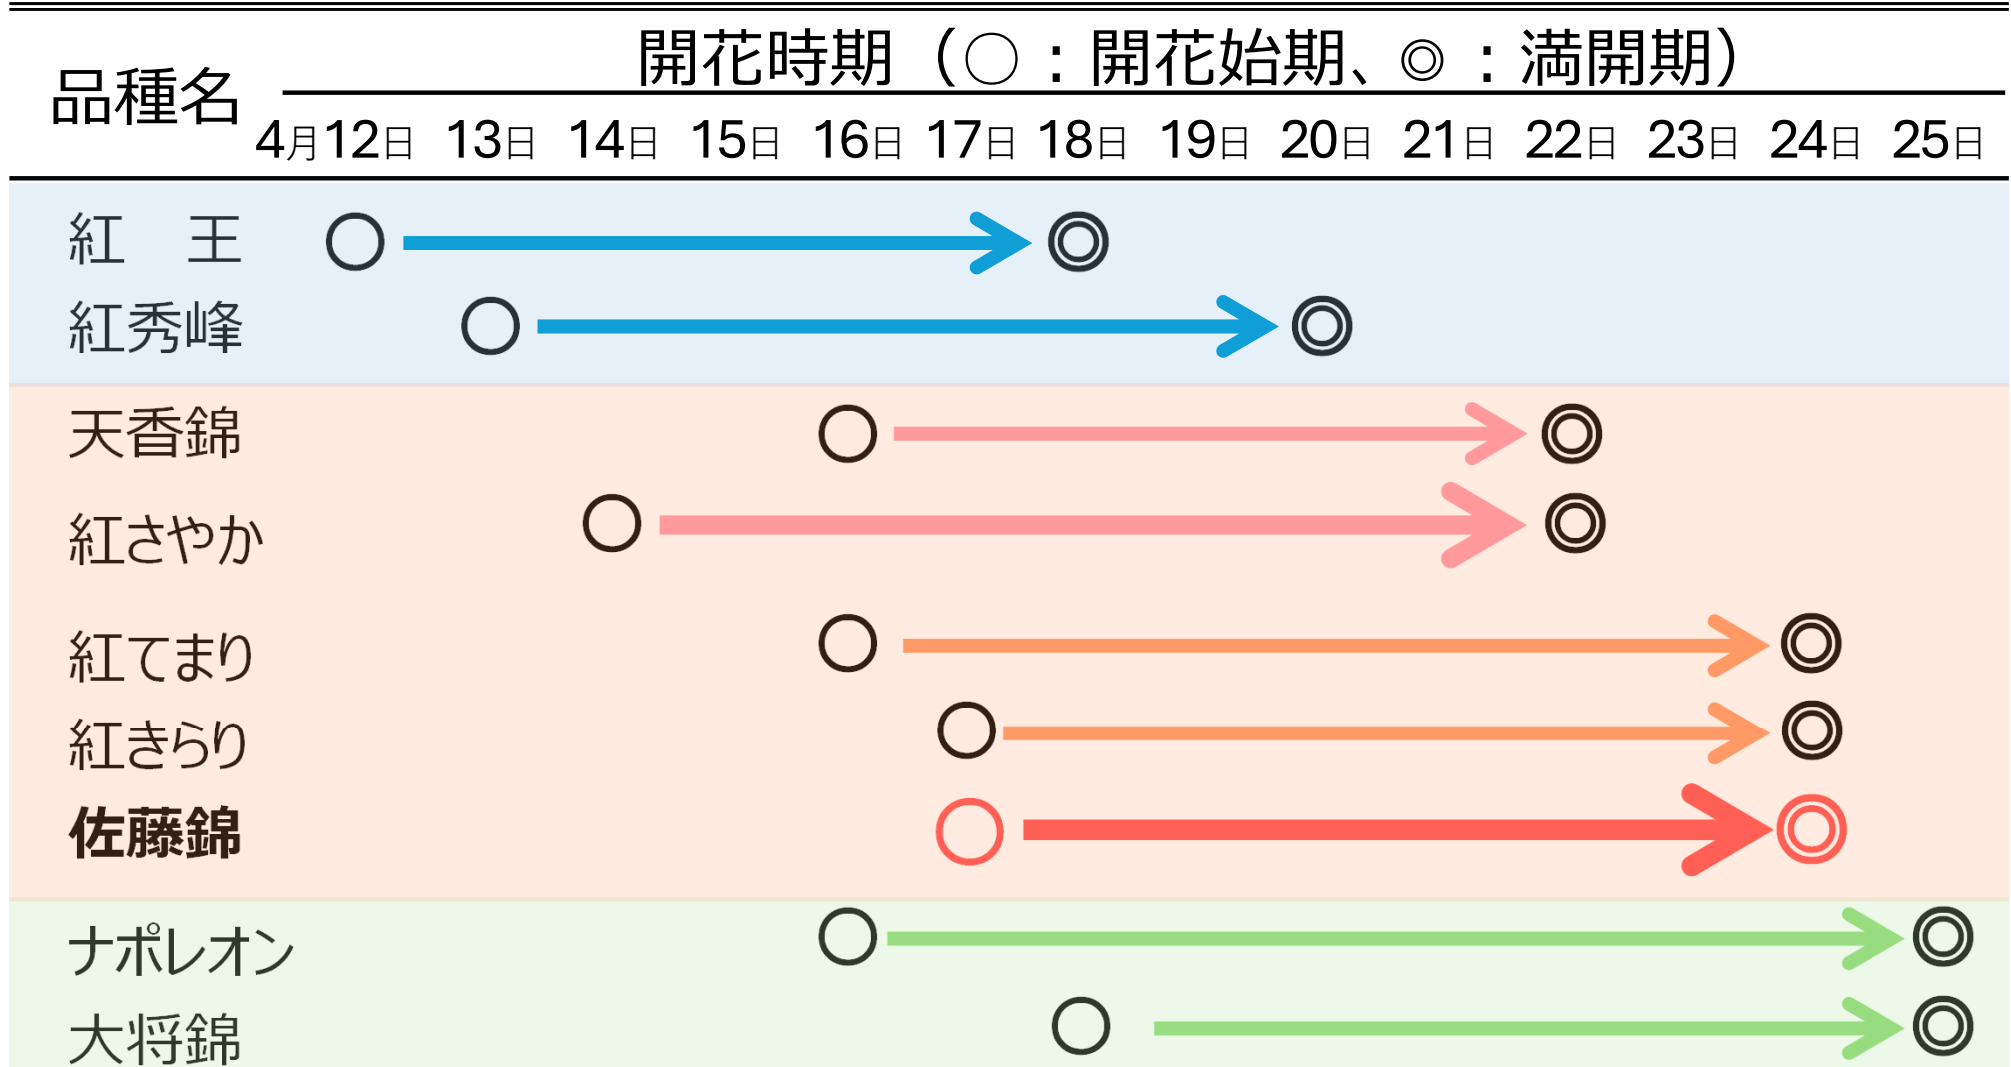 品種名
開花時期（○：開花始期、◎：満開期）
4月12日 13日 14日 15日 16日 17日 18日 19日 20日 21日 22日 23日 24日 25日
紅　王 ○ ◎
紅秀峰 ○ ◎
天香錦 ○ ◎
紅さやか ○ ◎
紅てまり ○ ◎
紅きらり ○ ◎
佐藤錦 ○ ◎
ナポレオン ○ ◎
大将錦 ○ ◎